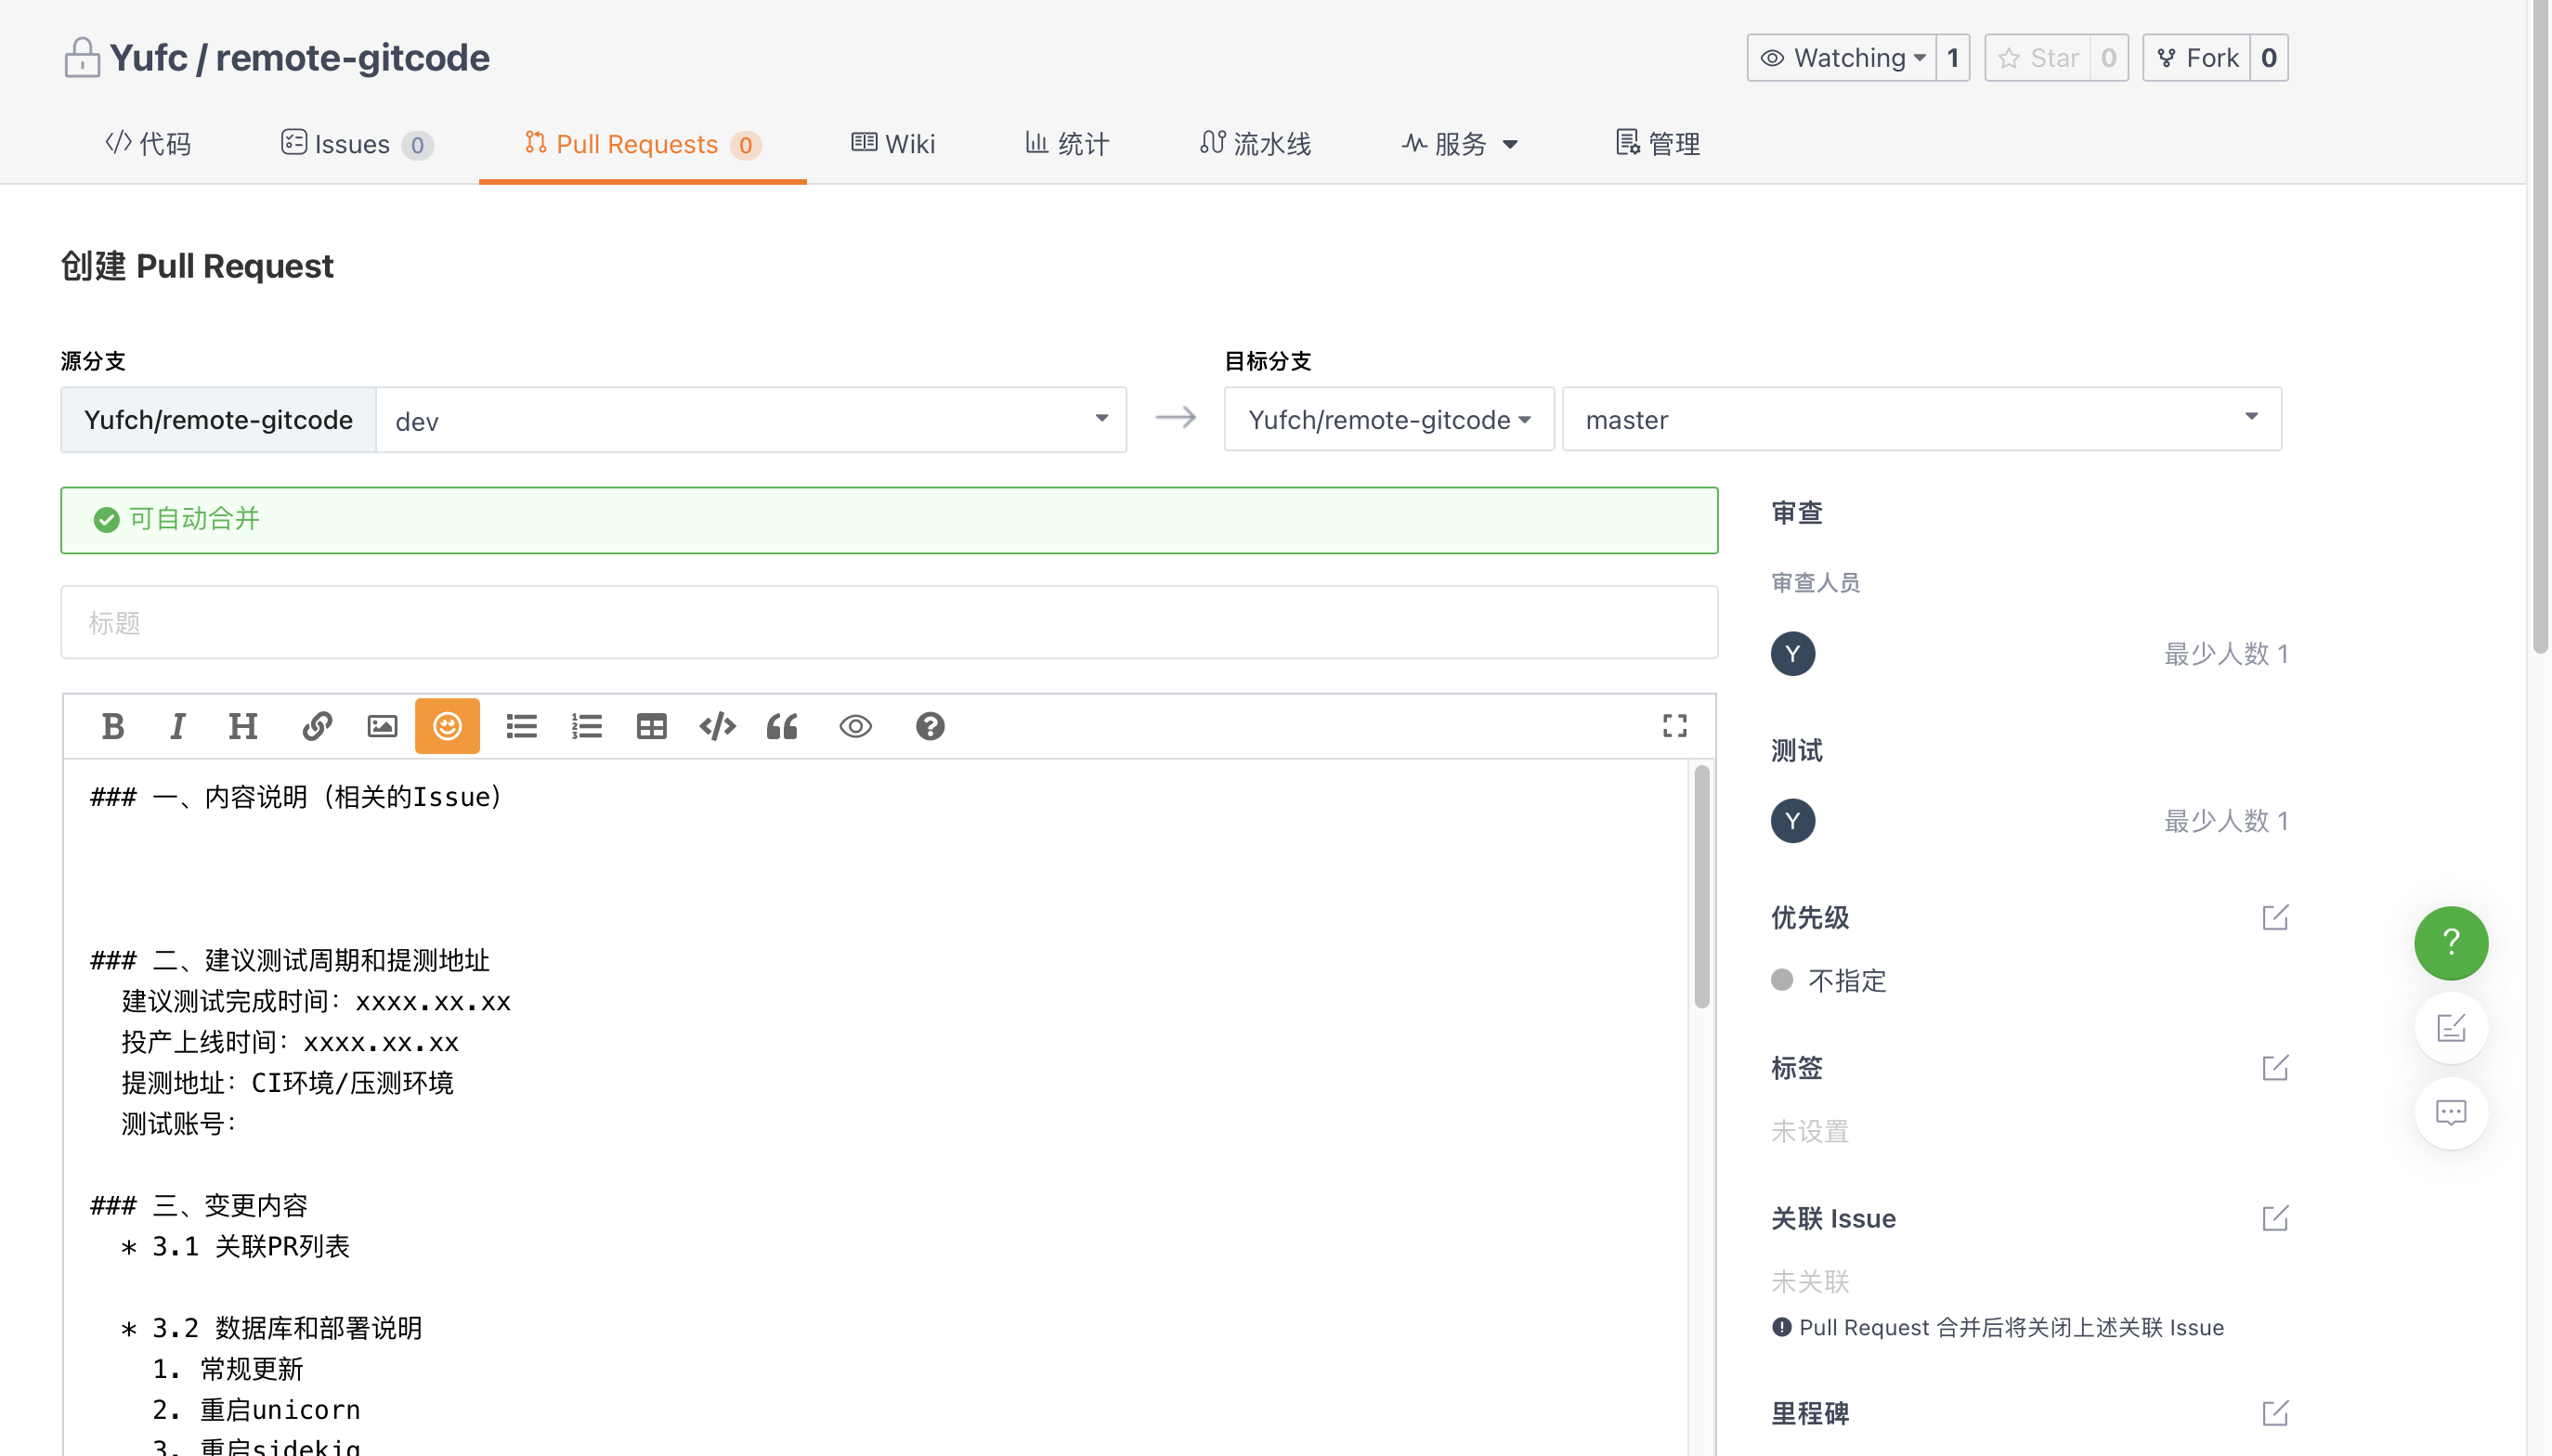 Yufc / remote-gitcode
Watching 1
Star 0
Fork 0
代码
Issues 0
Pull Requests 0
Wiki
统计
流水线
服务
管理
创建 Pull Request
源分支
目标分支
Yufch/remote-gitcode dev
Yufch/remote-gitcode master
可自动合并
标题
### 一、内容说明（相关的Issue）
### 二、建议测试周期和提测地址
建议测试完成时间：xxxx.xx.xx
投产上线时间：xxxx.xx.xx
提测地址：CI环境/压测环境
测试账号：
### 三、变更内容
* 3.1 关联PR列表
* 3.2 数据库和部署说明
1. 常规更新
2. 重启unicorn
3. 重启sidekiq
审查
审查人员
Y 最少人数 1
测试
Y 最少人数 1
优先级
不指定
标签
未设置
关联 Issue
未关联
Pull Request 合并后将关闭上述关联 Issue
里程碑